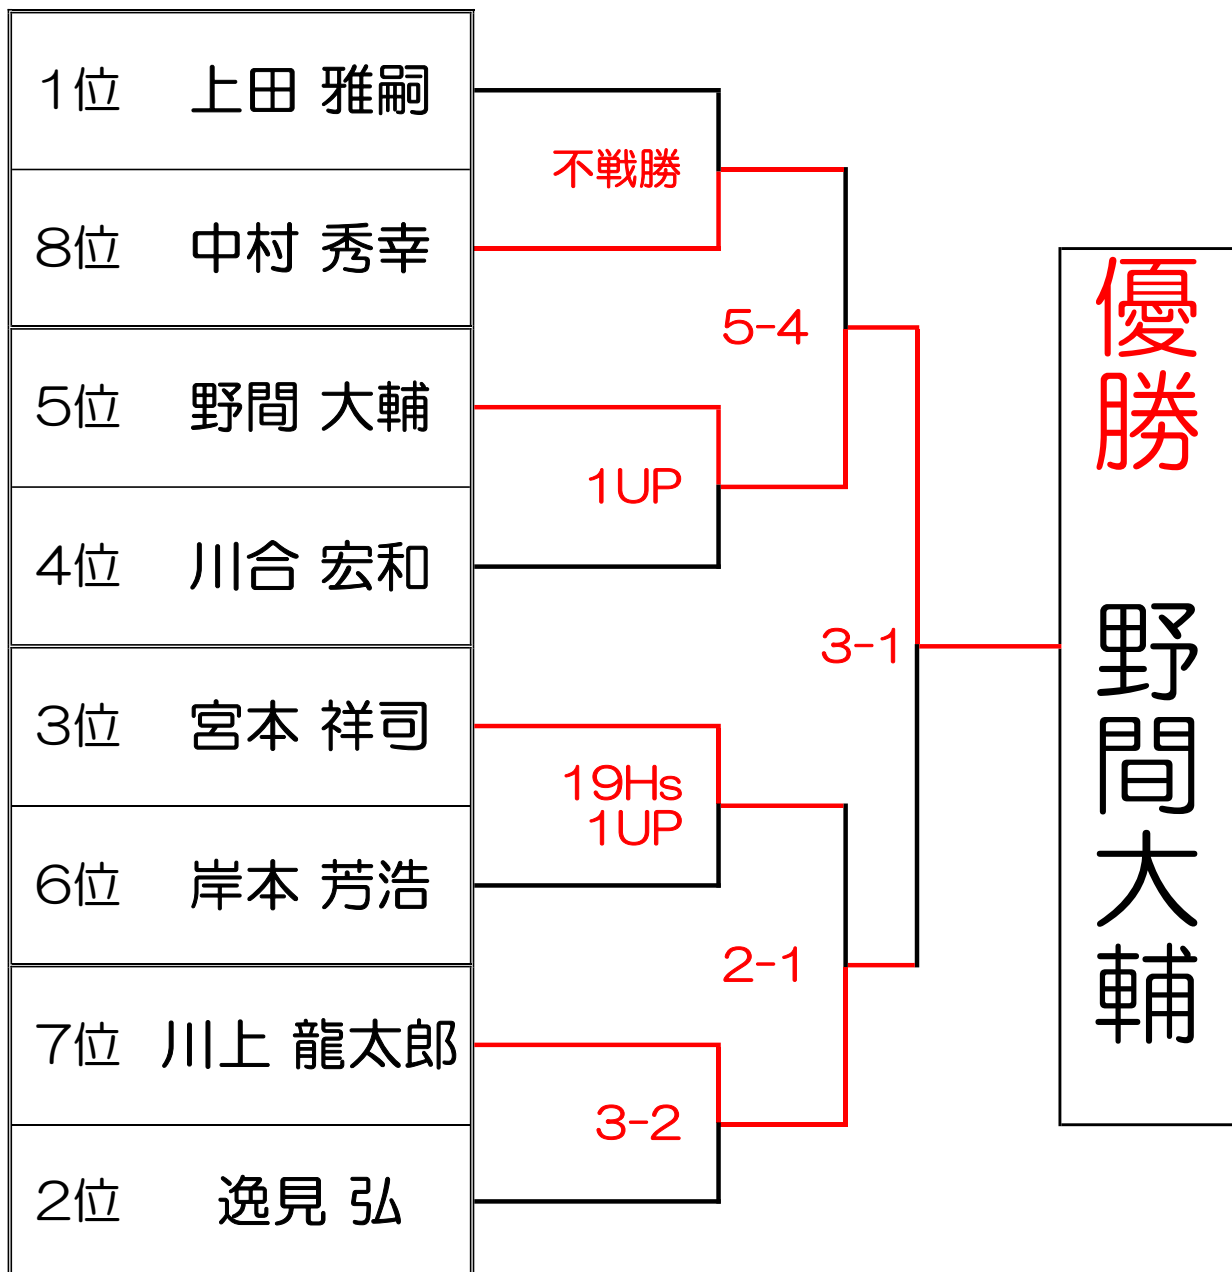 1位 上田 雅嗣
不戦勝
8位 中村 秀幸
5-4
5位 野間 大輔
1UP
4位 川合 宏和
3-1
3位 宮本 祥司
19Hs
1UP
6位 岸本 芳浩
2-1
7位 川上 龍太郎
3-2
2位 逸見 弘
優勝 野間大輔